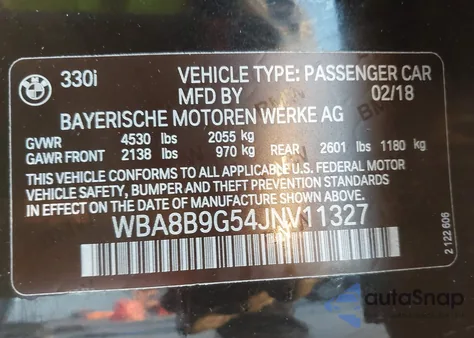 BMW
330i
VEHICLE TYPE: PASSENGER CAR
MFD BY 02/18
BAYERISCHE MOTOREN WERKE AG
GVWR 4530 lbs 2055 kg
GAWR FRONT 2138 lbs 970 kg REAR 2601 lbs 1180 kg
THIS VEHICLE CONFORMS TO ALL APPLICABLE U.S. FEDERAL MOTOR
VEHICLE SAFETY, BUMPER AND THEFT PREVENTION STANDARDS
IN EFFECT ON THE DATE OF MANUFACTURE SHOWN ABOVE.
WBA8B9G54JNV11327
2 122 606
autoSnap